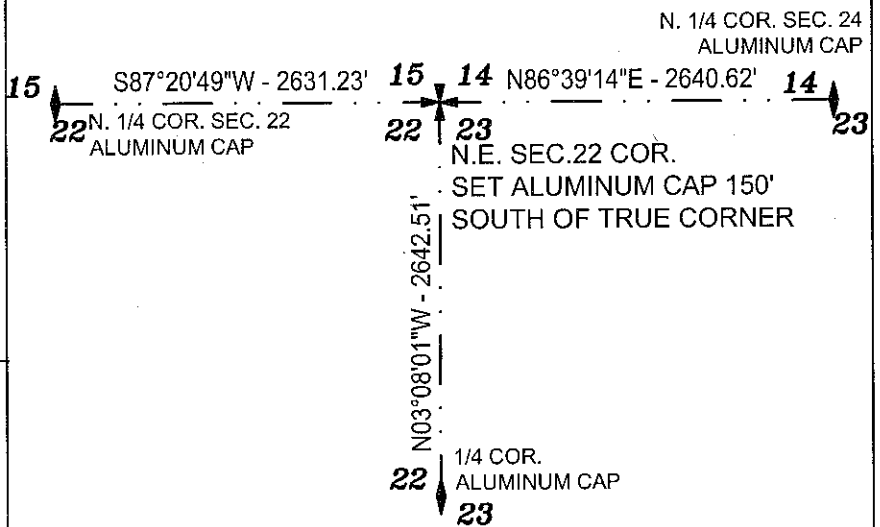 N. 1/4 COR. SEC. 24
ALUMINUM CAP
15 S87°20'49"W - 2631.23' 15 14 N86°39'14"E - 2640.62' 14
22 N. 1/4 COR. SEC. 22 22 23 23
ALUMINUM CAP
N.E. SEC.22 COR.
SET ALUMINUM CAP 150'
SOUTH OF TRUE CORNER
N03°08'01"W - 2642.51'
1/4 COR.
22 ALUMINUM CAP
23